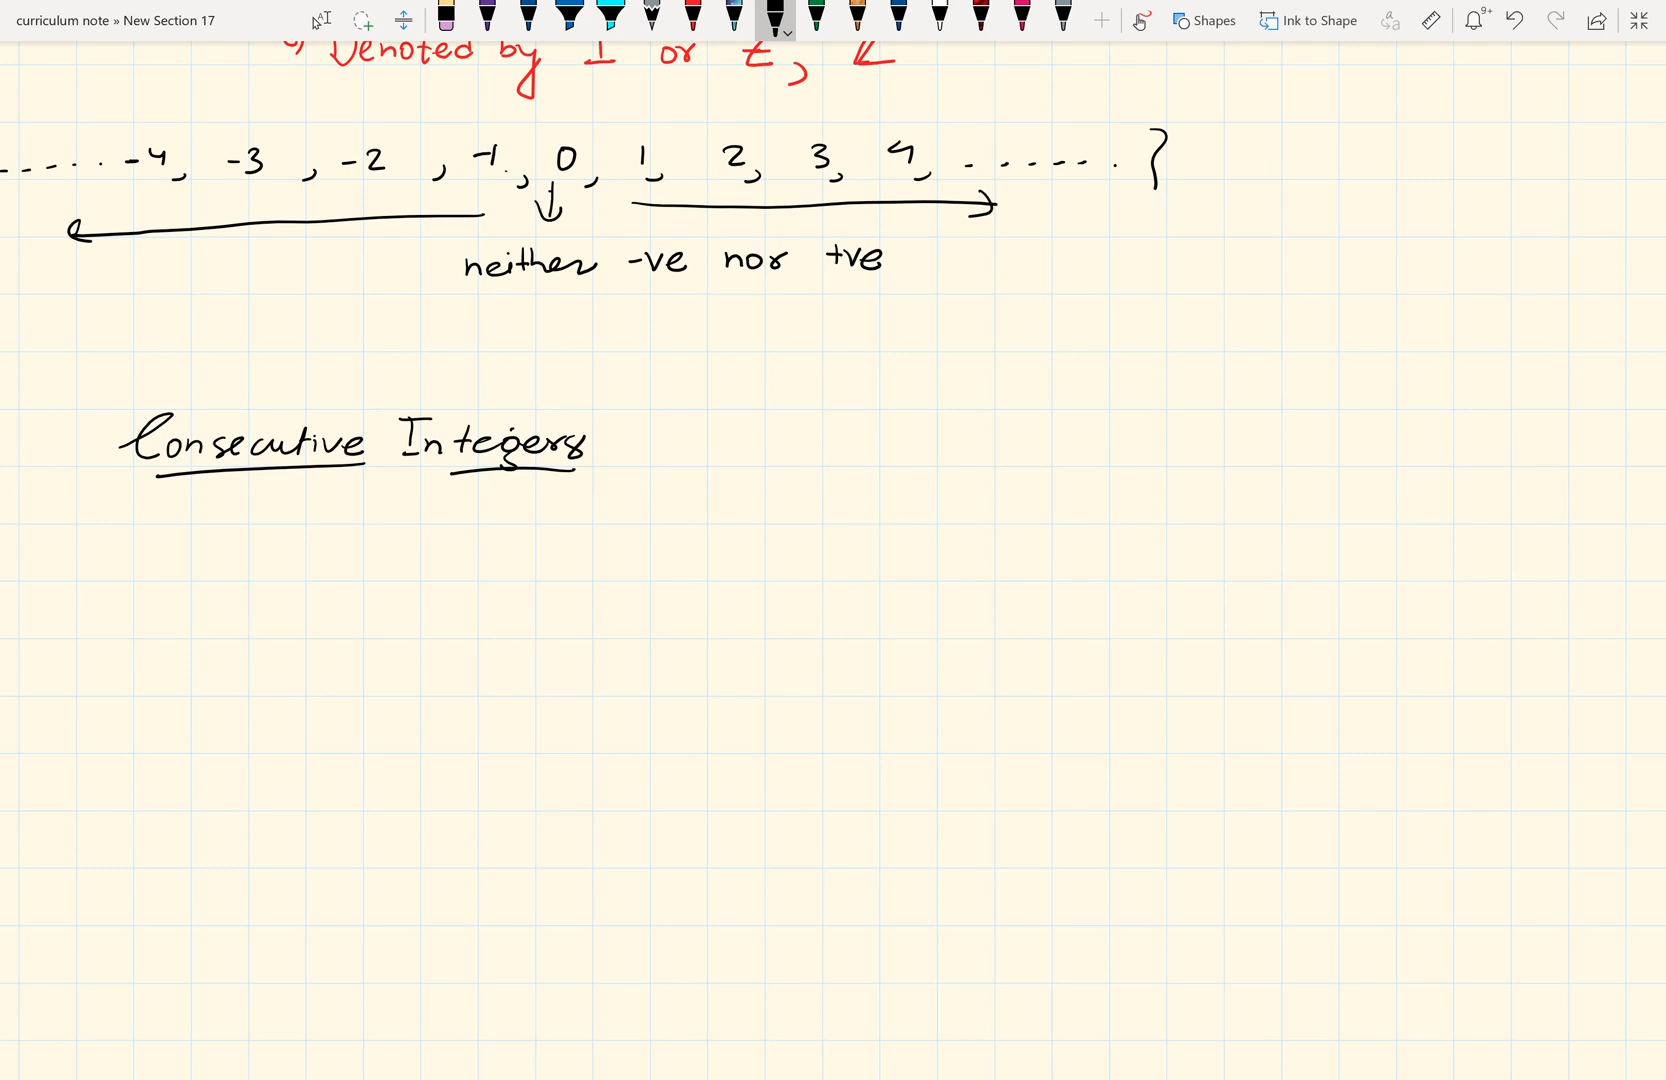 curriculum note » New Section 17
Shapes
Ink to Shape
9+
Denoted by I or Z, ℤ
..... -4, -3, -2, -1, 0, 1, 2, 3, 4, ...... }
neither -ve nor +ve
Consecutive Integers